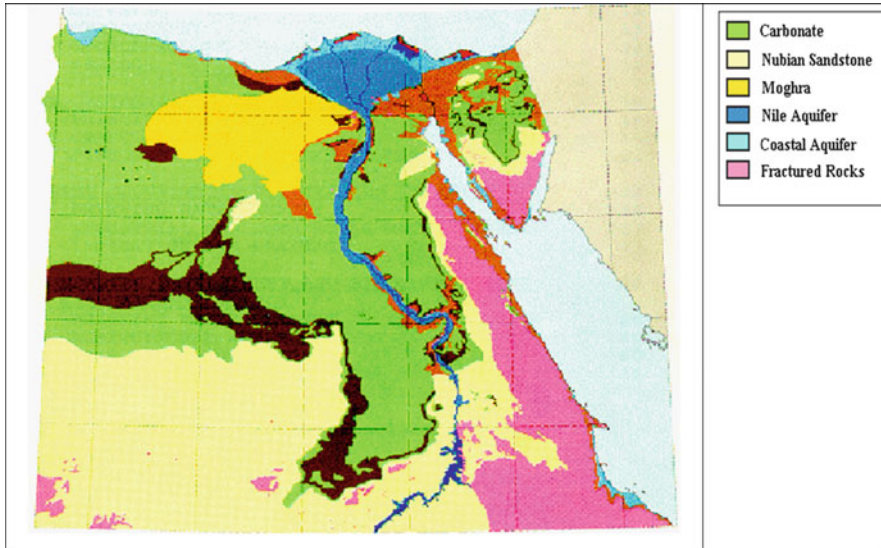 Carbonate
Nubian Sandstone
Moghra
Nile Aquifer
Coastal Aquifer
Fractured Rocks